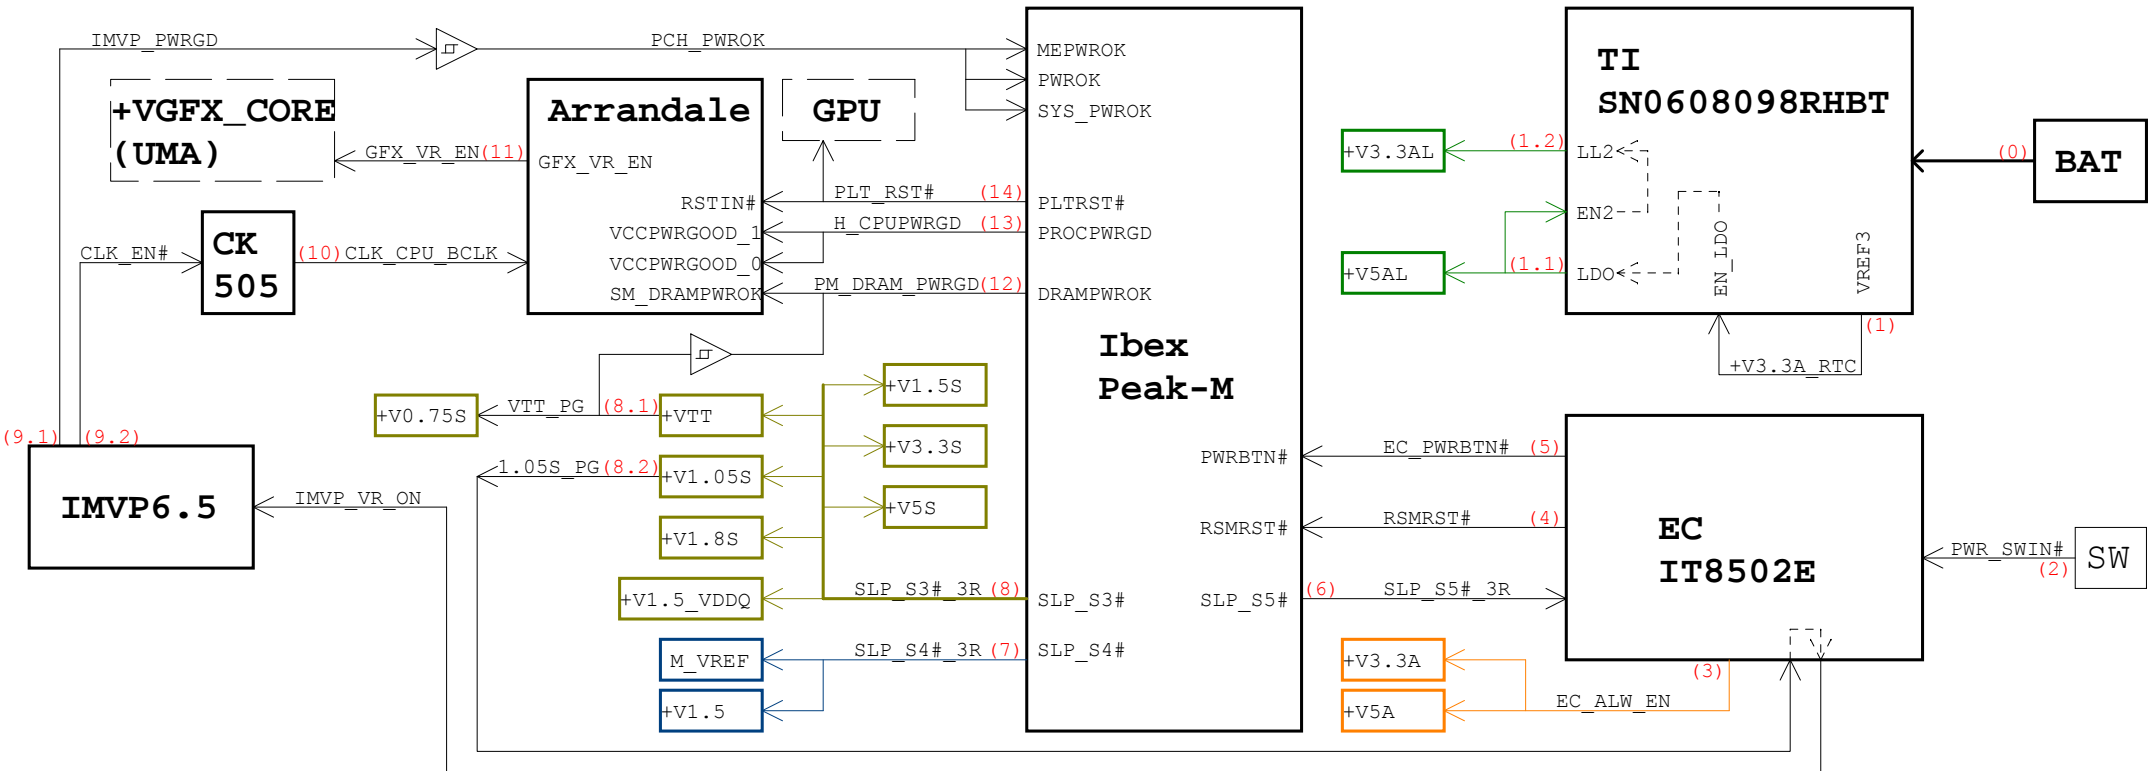 IMVP_PWRGD
PCH_PWROK
+VGFX_CORE
(UMA)
GFX_VR_EN(11)
Arrandale
GFX_VR_EN
RSTIN#
VCCPWRGOOD_1
VCCPWRGOOD_0
SM_DRAMPWROK
GPU
PLT_RST# (14)
H_CPUPWRGD (13)
PM_DRAM_PWRGD(12)
CLK_EN#
CK
505
(10)CLK_CPU_BCLK
MEPWROK
PWROK
SYS_PWROK
PLTRST#
PROCPWRGD
DRAMPWROK
Ibex
Peak-M
PWRBTN#
RSMRST#
SLP_S3#
SLP_S5#
SLP_S4#
TI
SN0608098RHBT
LL2
EN2
LDO
EN_LDO
VREF3
(0)
BAT
+V3.3AL
(1.2)
+V5AL
(1.1)
(1)
+V3.3A_RTC
+V0.75S
VTT_PG (8.1)
+VTT
1.05S_PG(8.2)
+V1.05S
+V1.8S
+V1.5_VDDQ
+V1.5S
+V3.3S
+V5S
SLP_S3#_3R (8)
M_VREF
+V1.5
SLP_S4#_3R (7)
(9.1)
(9.2)
IMVP6.5
IMVP_VR_ON
EC_PWRBTN# (5)
RSMRST# (4)
(6)
SLP_S5#_3R
EC
IT8502E
PWR_SWIN#
(2)
SW
+V3.3A
+V5A
(3)
EC_ALW_EN